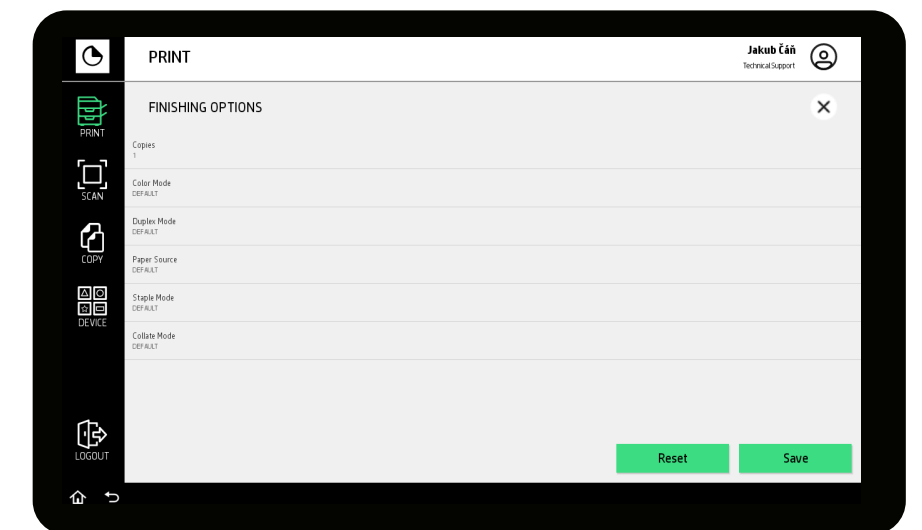 PRINT
Jakub Čáň
Technical Support
PRINT
SCAN
COPY
DEVICE
LOGOUT
FINISHING OPTIONS
Copies
1
Color Mode
DEFAULT
Duplex Mode
DEFAULT
Paper Source
DEFAULT
Staple Mode
DEFAULT
Collate Mode
DEFAULT
Reset
Save